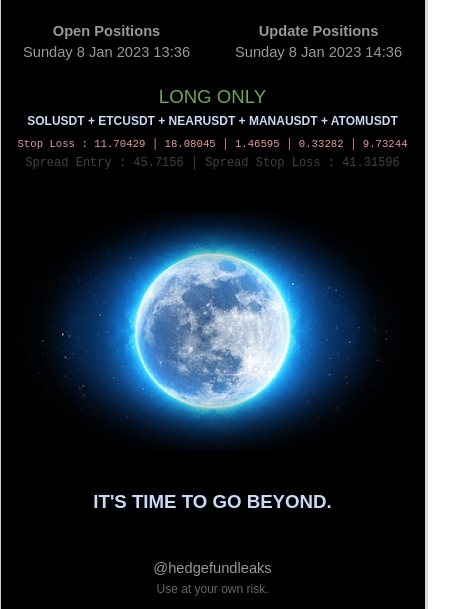 Open Positions
Update Positions
Sunday 8 Jan 2023 13:36
Sunday 8 Jan 2023 14:36
LONG ONLY
SOLUSDT + ETCUSDT + NEARUSDT + MANAUSDT + ATOMUSDT
Stop Loss : 11.70429 | 18.08045 | 1.46595 | 0.33282 | 9.73244
Spread Entry : 45.7156 | Spread Stop Loss : 41.31596
IT'S TIME TO GO BEYOND.
@hedgefundleaks
Use at your own risk.